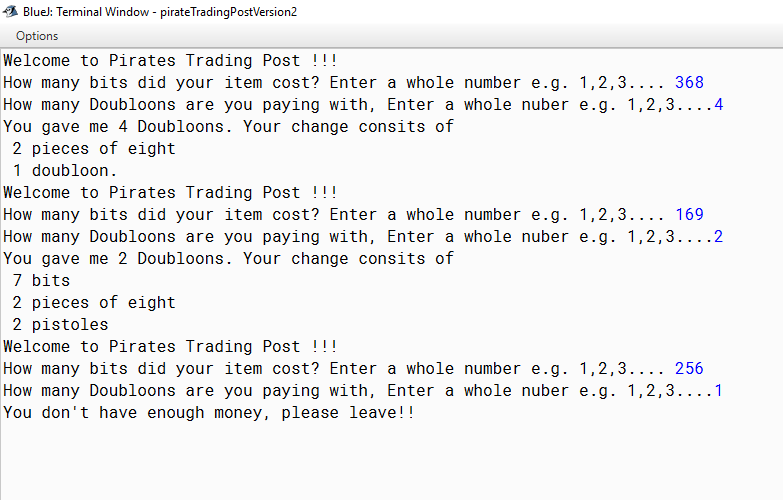 BlueJ: Terminal Window - pirateTradingPostVersion2
Options
Welcome to Pirates Trading Post !!!
How many bits did your item cost? Enter a whole number e.g. 1,2,3.... 368
How many Doubloons are you paying with, Enter a whole nuber e.g. 1,2,3....4
You gave me 4 Doubloons. Your change consits of
 2 pieces of eight
 1 doubloon.
Welcome to Pirates Trading Post !!!
How many bits did your item cost? Enter a whole number e.g. 1,2,3.... 169
How many Doubloons are you paying with, Enter a whole nuber e.g. 1,2,3....2
You gave me 2 Doubloons. Your change consits of
 7 bits
 2 pieces of eight
 2 pistoles
Welcome to Pirates Trading Post !!!
How many bits did your item cost? Enter a whole number e.g. 1,2,3.... 256
How many Doubloons are you paying with, Enter a whole nuber e.g. 1,2,3....1
You don't have enough money, please leave!!